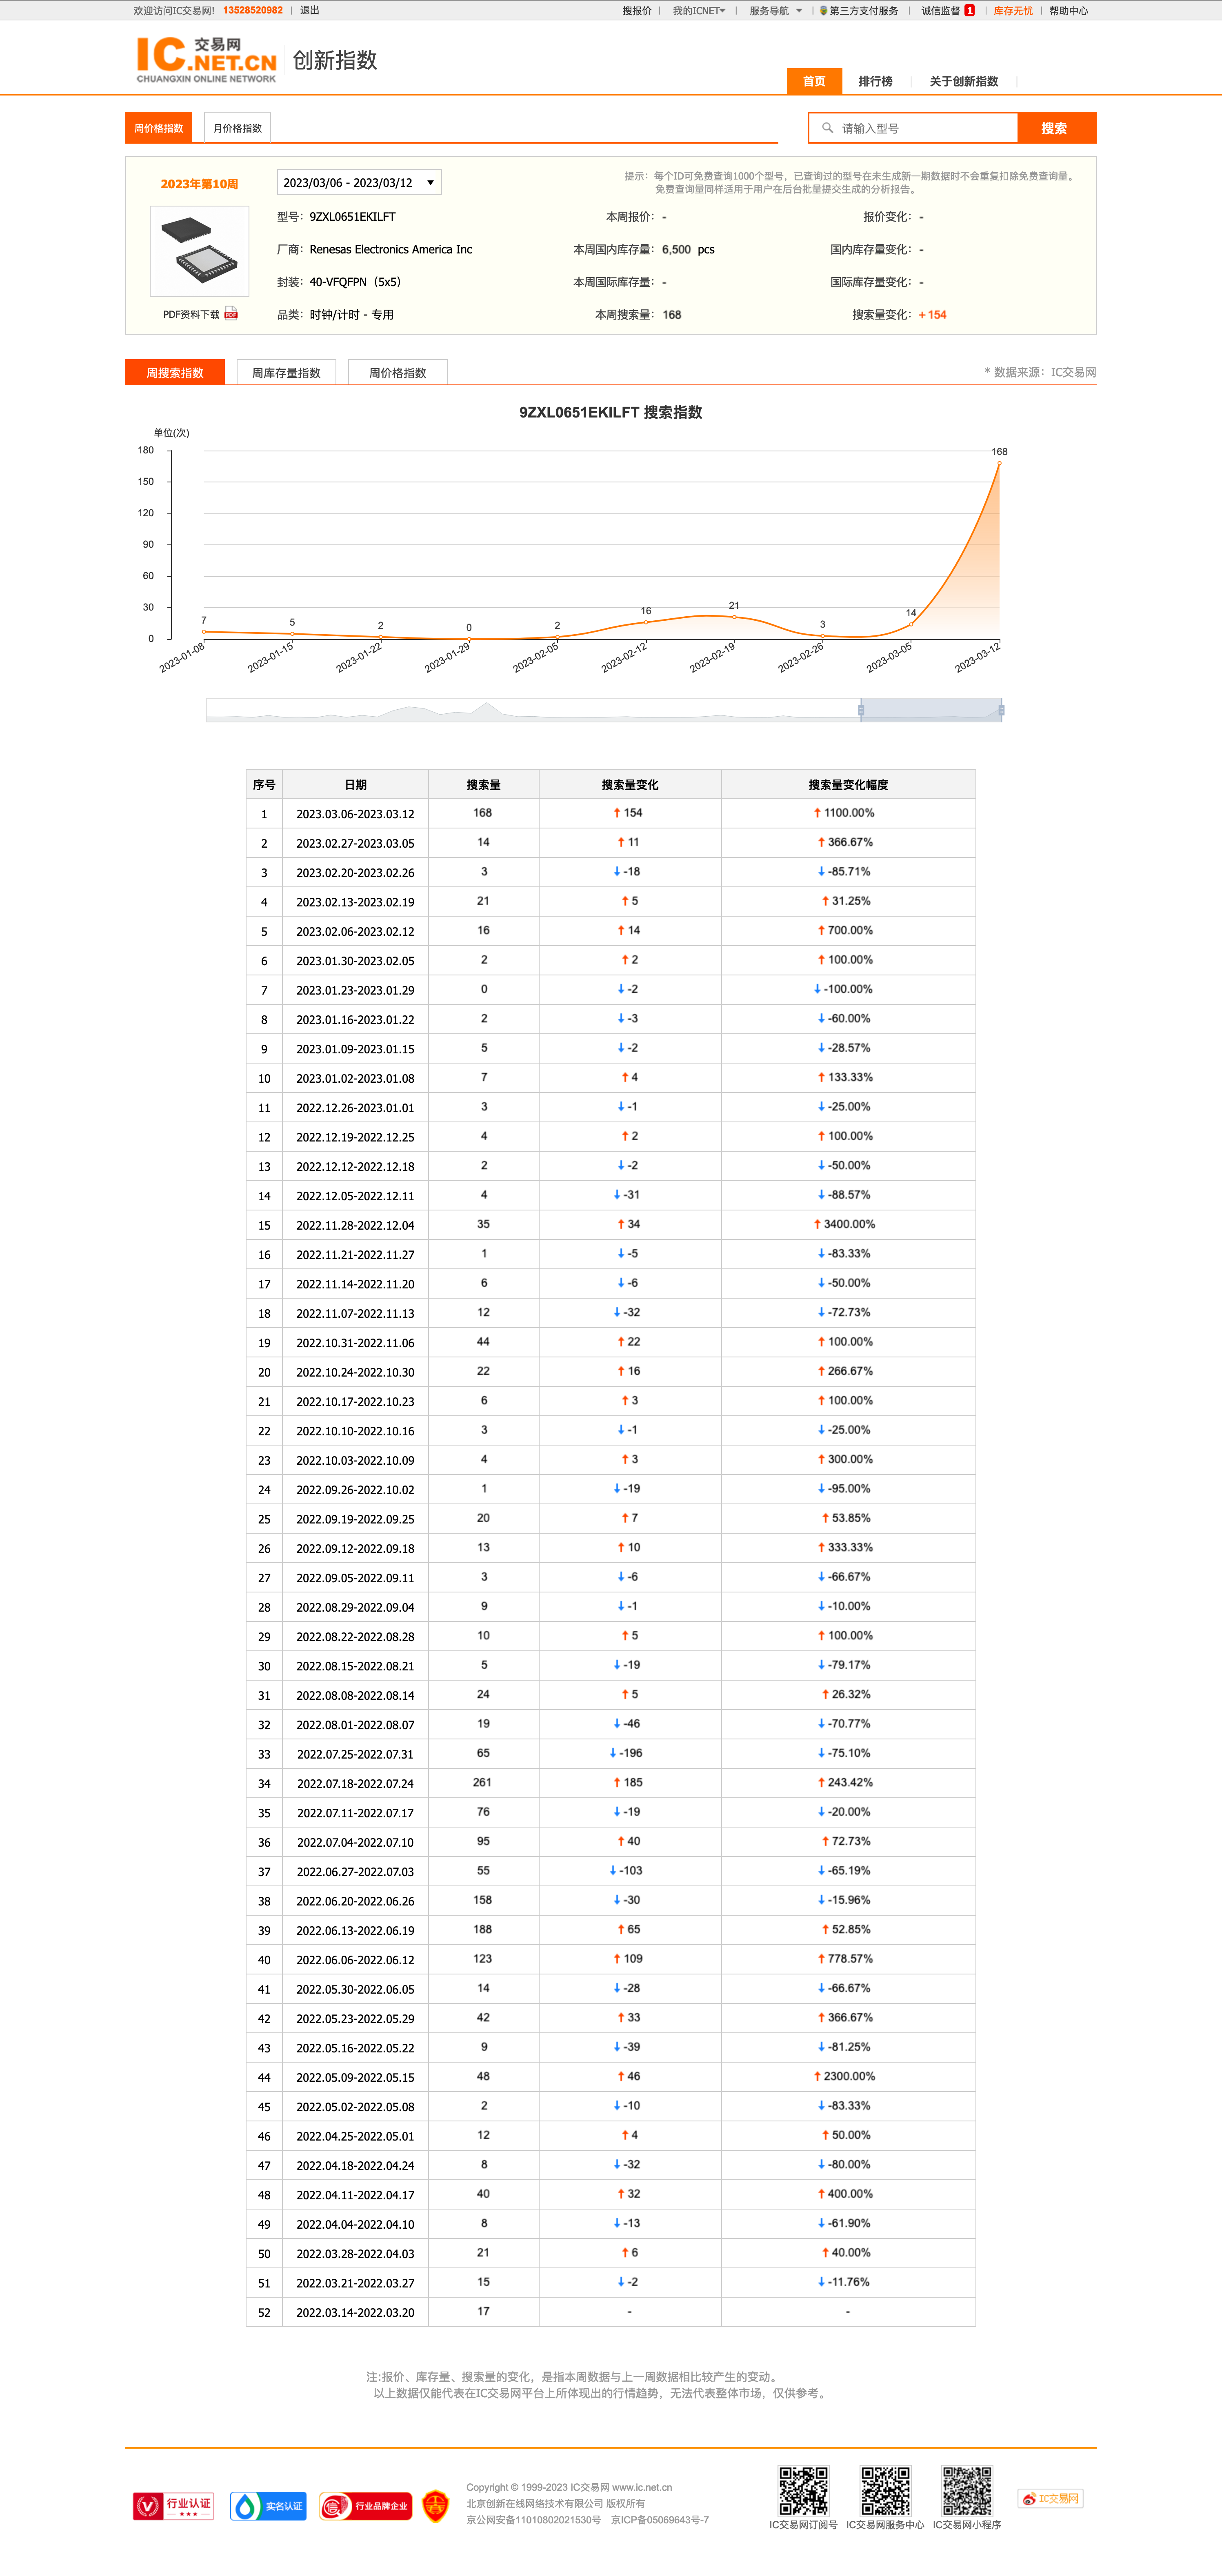 欢迎访问IC交易网! 13528520982 | 退出 搜报价 | 我的ICNET | 服务导航 | 第三方支付服务 | 诚信监督 1 | 库存无忧 | 帮助中心
IC 交易网 .NET.CN 创新指数
CHUANGXIN ONLINE NETWORK
首页 排行榜 关于创新指数
周价格指数 月价格指数 请输入型号 搜索
2023年第10周 2023/03/06 - 2023/03/12
提示：每个ID可免费查询1000个型号，已查询过的型号在未生成新一期数据时不会重复扣除免费查询量。
免费查询量同样适用于用户在后台批量提交生成的分析报告。
型号：9ZXL0651EKILFT 本周报价：- 报价变化：-
厂商：Renesas Electronics America Inc 本周国内库存量：6,500 pcs 国内库存量变化：-
封装：40-VFQFPN（5x5） 本周国际库存量：- 国际库存量变化：-
PDF资料下载 PDF 品类：时钟/计时 - 专用 本周搜索量：168 搜索量变化：+154
周搜索指数 周库存量指数 周价格指数 * 数据来源：IC交易网
9ZXL0651EKILFT 搜索指数
单位(次)
180
150
120
90
60
30
0
7 5 2 0 2 16 21 3 14 168
2023-01-08 2023-01-15 2023-01-22 2023-01-29 2023-02-05 2023-02-12 2023-02-19 2023-02-26 2023-03-05 2023-03-12
序号 日期 搜索量 搜索量变化 搜索量变化幅度
1 2023.03.06-2023.03.12 168 ↑154 ↑1100.00%
2 2023.02.27-2023.03.05 14 ↑11 ↑366.67%
3 2023.02.20-2023.02.26 3 ↓-18 ↓-85.71%
4 2023.02.13-2023.02.19 21 ↑5 ↑31.25%
5 2023.02.06-2023.02.12 16 ↑14 ↑700.00%
6 2023.01.30-2023.02.05 2 ↑2 ↑100.00%
7 2023.01.23-2023.01.29 0 ↓-2 ↓-100.00%
8 2023.01.16-2023.01.22 2 ↓-3 ↓-60.00%
9 2023.01.09-2023.01.15 5 ↓-2 ↓-28.57%
10 2023.01.02-2023.01.08 7 ↑4 ↑133.33%
11 2022.12.26-2023.01.01 3 ↓-1 ↓-25.00%
12 2022.12.19-2022.12.25 4 ↑2 ↑100.00%
13 2022.12.12-2022.12.18 2 ↓-2 ↓-50.00%
14 2022.12.05-2022.12.11 4 ↓-31 ↓-88.57%
15 2022.11.28-2022.12.04 35 ↑34 ↑3400.00%
16 2022.11.21-2022.11.27 1 ↓-5 ↓-83.33%
17 2022.11.14-2022.11.20 6 ↓-6 ↓-50.00%
18 2022.11.07-2022.11.13 12 ↓-32 ↓-72.73%
19 2022.10.31-2022.11.06 44 ↑22 ↑100.00%
20 2022.10.24-2022.10.30 22 ↑16 ↑266.67%
21 2022.10.17-2022.10.23 6 ↑3 ↑100.00%
22 2022.10.10-2022.10.16 3 ↓-1 ↓-25.00%
23 2022.10.03-2022.10.09 4 ↑3 ↑300.00%
24 2022.09.26-2022.10.02 1 ↓-19 ↓-95.00%
25 2022.09.19-2022.09.25 20 ↑7 ↑53.85%
26 2022.09.12-2022.09.18 13 ↑10 ↑333.33%
27 2022.09.05-2022.09.11 3 ↓-6 ↓-66.67%
28 2022.08.29-2022.09.04 9 ↓-1 ↓-10.00%
29 2022.08.22-2022.08.28 10 ↑5 ↑100.00%
30 2022.08.15-2022.08.21 5 ↓-19 ↓-79.17%
31 2022.08.08-2022.08.14 24 ↑5 ↑26.32%
32 2022.08.01-2022.08.07 19 ↓-46 ↓-70.77%
33 2022.07.25-2022.07.31 65 ↓-196 ↓-75.10%
34 2022.07.18-2022.07.24 261 ↑185 ↑243.42%
35 2022.07.11-2022.07.17 76 ↓-19 ↓-20.00%
36 2022.07.04-2022.07.10 95 ↑40 ↑72.73%
37 2022.06.27-2022.07.03 55 ↓-103 ↓-65.19%
38 2022.06.20-2022.06.26 158 ↓-30 ↓-15.96%
39 2022.06.13-2022.06.19 188 ↑65 ↑52.85%
40 2022.06.06-2022.06.12 123 ↑109 ↑778.57%
41 2022.05.30-2022.06.05 14 ↓-28 ↓-66.67%
42 2022.05.23-2022.05.29 42 ↑33 ↑366.67%
43 2022.05.16-2022.05.22 9 ↓-39 ↓-81.25%
44 2022.05.09-2022.05.15 48 ↑46 ↑2300.00%
45 2022.05.02-2022.05.08 2 ↓-10 ↓-83.33%
46 2022.04.25-2022.05.01 12 ↑4 ↑50.00%
47 2022.04.18-2022.04.24 8 ↓-32 ↓-80.00%
48 2022.04.11-2022.04.17 40 ↑32 ↑400.00%
49 2022.04.04-2022.04.10 8 ↓-13 ↓-61.90%
50 2022.03.28-2022.04.03 21 ↑6 ↑40.00%
51 2022.03.21-2022.03.27 15 ↓-2 ↓-11.76%
52 2022.03.14-2022.03.20 17 - -
注:报价、库存量、搜索量的变化，是指本周数据与上一周数据相比较产生的变动。
以上数据仅能代表在IC交易网平台上所体现出的行情趋势，无法代表整体市场，仅供参考。
行业认证 实名认证 信 行业品牌企业
Copyright © 1999-2023 IC交易网 www.ic.net.cn
北京创新在线网络技术有限公司 版权所有
京公网安备11010802021530号 京ICP备05069643号-7
IC交易网订阅号 IC交易网服务中心 IC交易网小程序 IC交易网